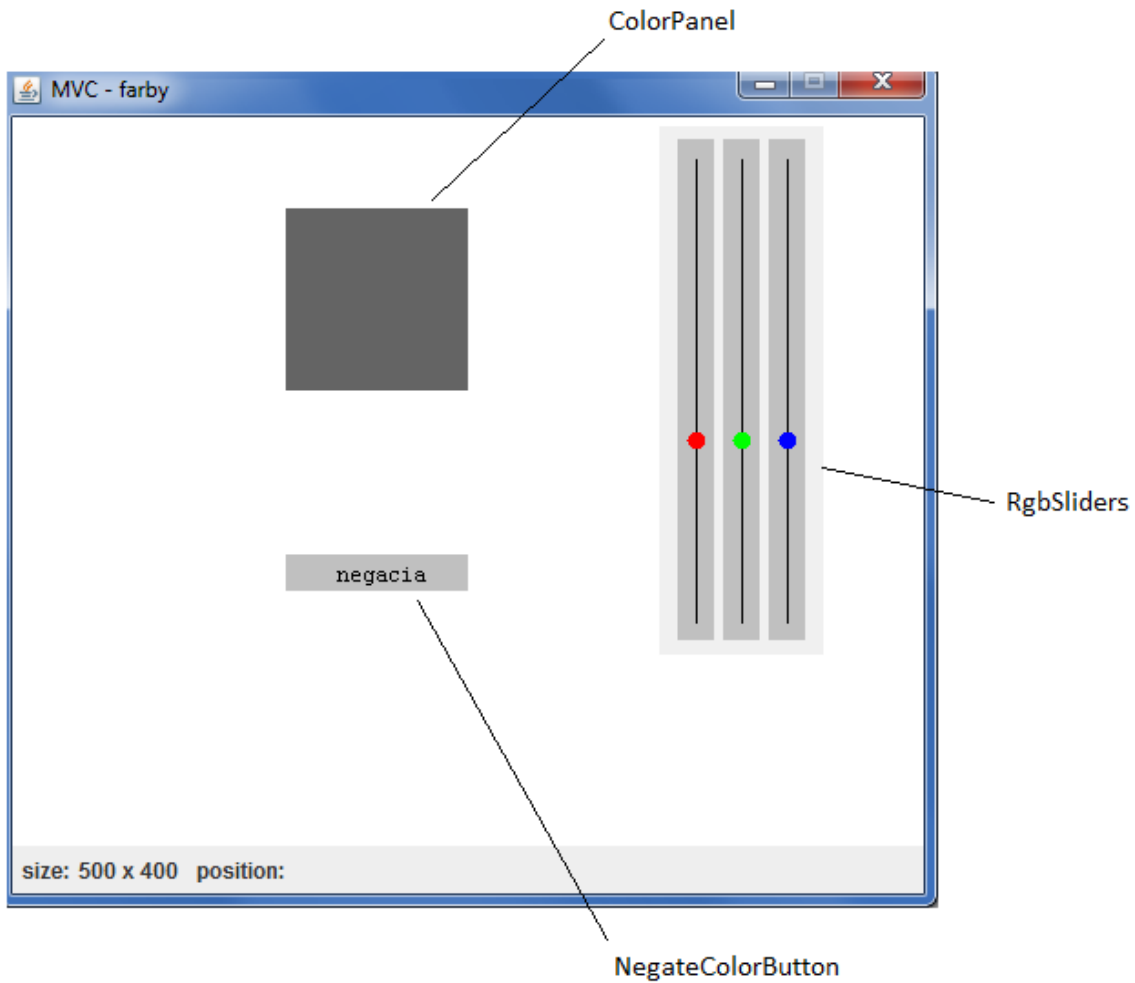 ColorPanel
MVC - farby
RgbSliders
negacia
size: 500 x 400 position:
NegateColorButton